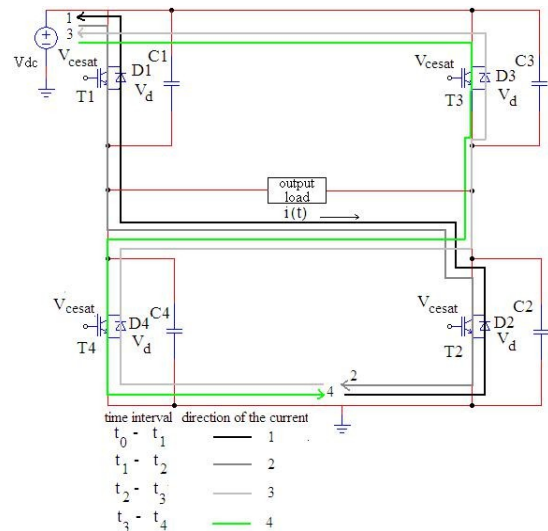 1
3
Vdc
Vcesat
T1
D1
Vd
C1
Vcesat
T3
D3
Vd
C3
output
load
i(t)
Vcesat
T4
D4
Vd
C4
Vcesat
T2
D2
Vd
C2
2
4
time interval direction of the current
t0 - t1 1
t1 - t2 2
t2 - t3 3
t3 - t4 4